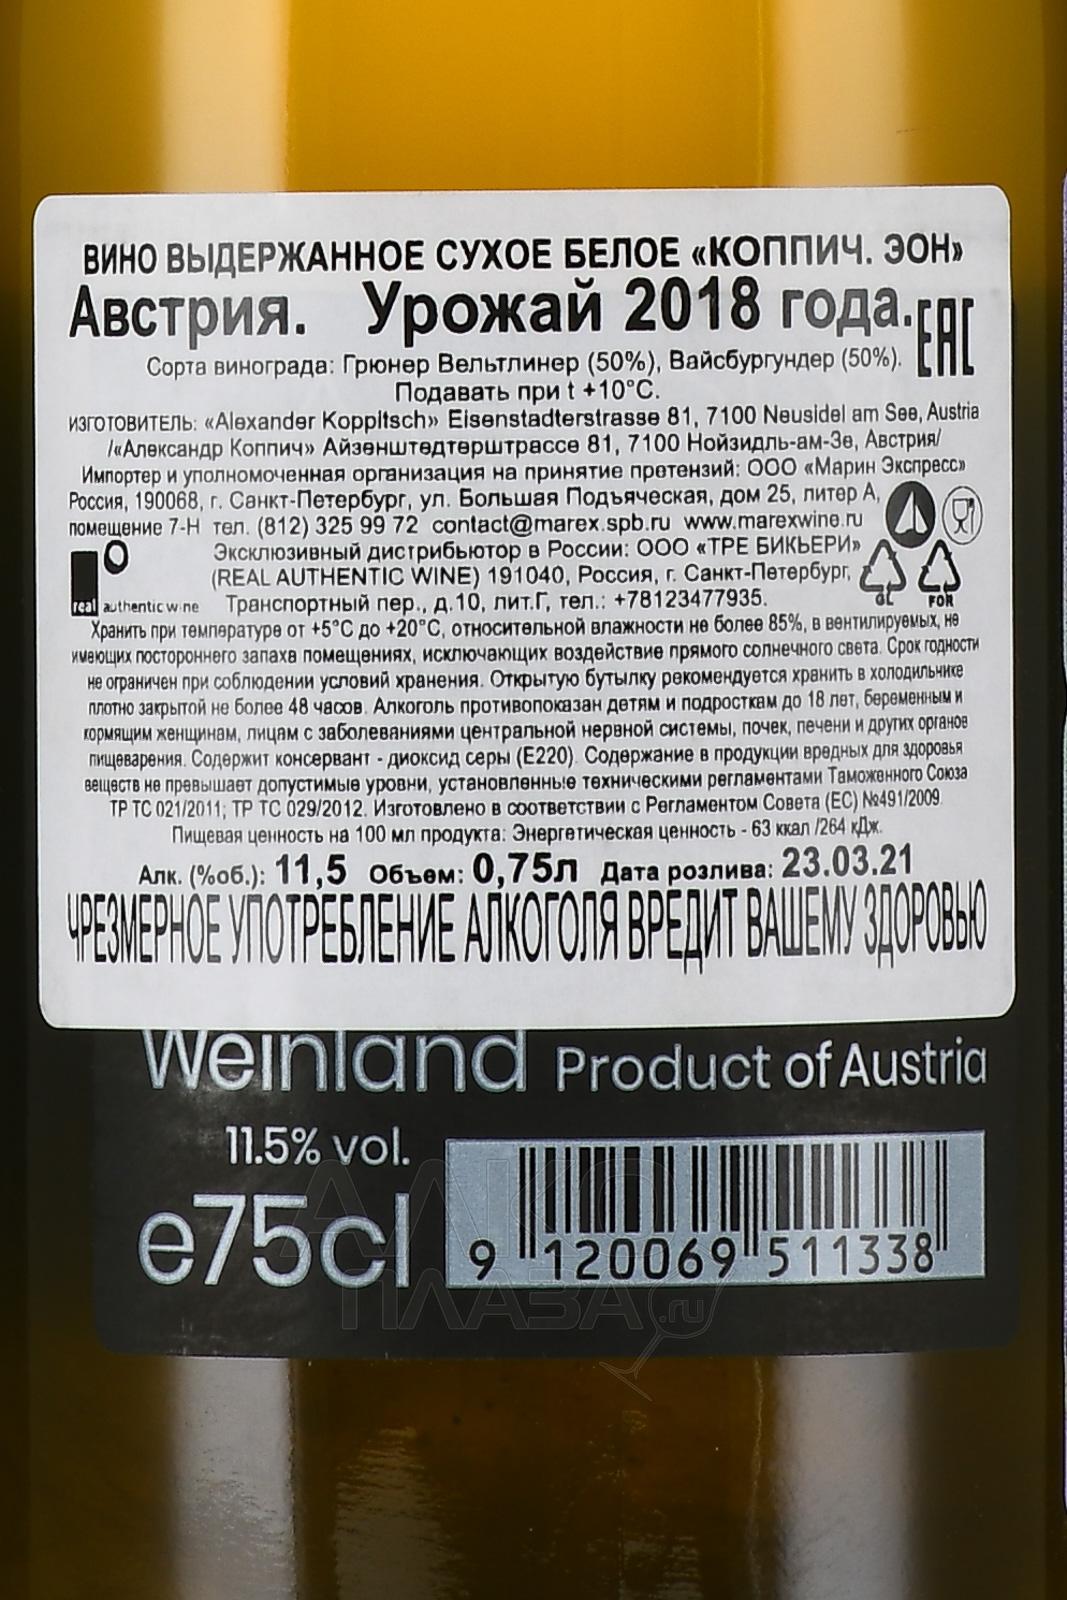 ВИНО ВЫДЕРЖАННОЕ СУХОЕ БЕЛОЕ «КОППИЧ. ЭОН»
Австрия. Урожай 2018 года.
EAC
Сорта винограда: Грюнер Вельтлинер (50%), Вайсбургундер (50%).
Подавать при t +10°C.
ИЗГОТОВИТЕЛЬ: «Alexander Koppitsch» Eisenstadterstrasse 81, 7100 Neusidel am See, Austria
/«Александр Коппич» Айзенштедтерштрассе 81, 7100 Нойзидль-ам-Зе, Австрия/
Импортер и уполномоченная организация на принятие претензий: ООО «Марин Экспресс»
Россия, 190068, г. Санкт-Петербург, ул. Большая Подъяческая, дом 25, литер А,
помещение 7-Н тел. (812) 325 99 72 contact@marex.spb.ru www.marexwine.ru
Эксклюзивный дистрибьютор в России: ООО «ТРЕ БИКЬЕРИ»
(REAL AUTHENTIC WINE) 191040, Россия, г. Санкт-Петербург,
real authentic wine Транспортный пер., д.10, лит.Г, тел.: +78123477935.
GL FOR
Хранить при температуре от +5°C до +20°C, относительной влажности не более 85%, в вентилируемых, не
имеющих постороннего запаха помещениях, исключающих воздействие прямого солнечного света. Срок годности
не ограничен при соблюдении условий хранения. Открытую бутылку рекомендуется хранить в холодильнике
плотно закрытой не более 48 часов. Алкоголь противопоказан детям и подросткам до 18 лет, беременным и
кормящим женщинам, лицам с заболеваниями центральной нервной системы, почек, печени и других органов
пищеварения. Содержит консервант - диоксид серы (Е220). Содержание в продукции вредных для здоровья
веществ не превышает допустимые уровни, установленные техническими регламентами Таможенного Союза
ТР ТС 021/2011; ТР ТС 029/2012. Изготовлено в соответствии с Регламентом Совета (ЕС) №491/2009
Пищевая ценность на 100 мл продукта: Энергетическая ценность - 63 ккал /264 кДж.
Алк. (%об.): 11,5 Объем: 0,75л Дата розлива: 23.03.21
ЧРЕЗМЕРНОЕ УПОТРЕБЛЕНИЕ АЛКОГОЛЯ ВРЕДИТ ВАШЕМУ ЗДОРОВЬЮ
Weinland Product of Austria
11.5% vol.
e75cl
9 120069 511338
АЛКО
ПЛАЗА.ru